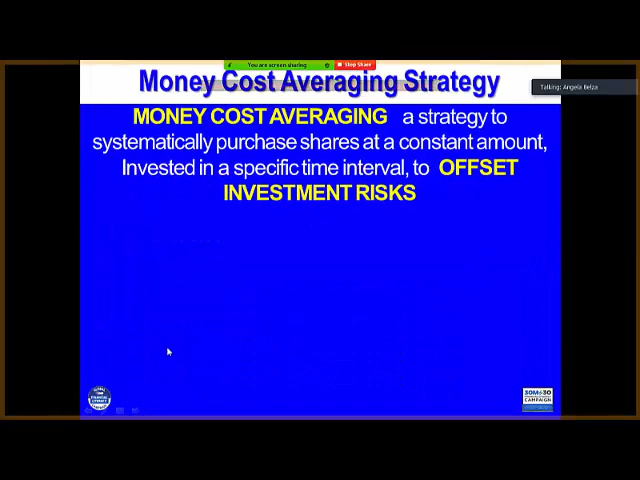 You are screen sharing
Stop Share
Money Cost Averaging Strategy
Talking: Angela Belza
MONEY COST AVERAGING a strategy to
systematically purchase shares at a constant amount,
Invested in a specific time interval, to OFFSET
INVESTMENT RISKS
FINANCIAL
30M 30
CAMPAIGN